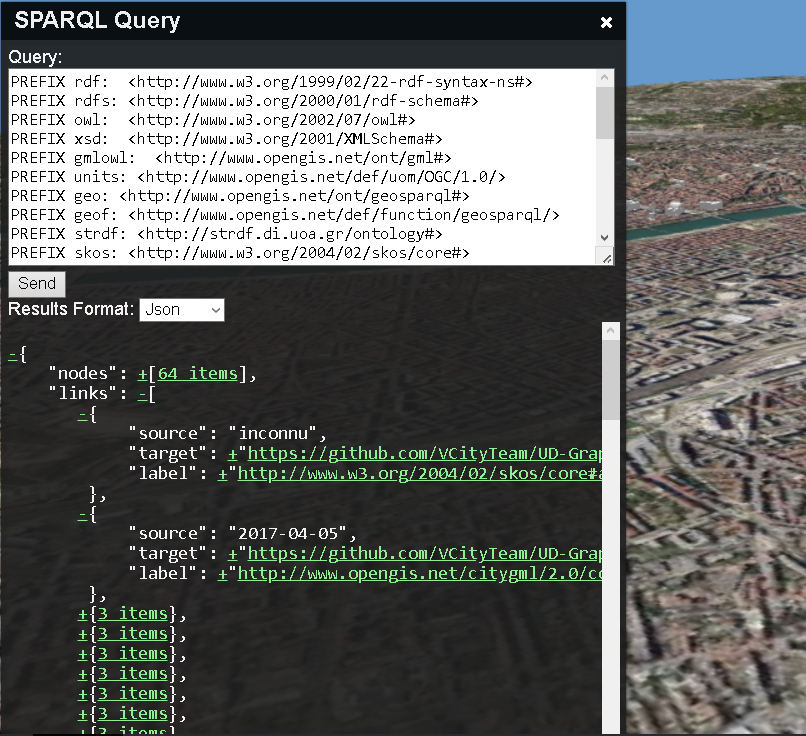 SPARQL Query ×
Query:
PREFIX rdf: <http://www.w3.org/1999/02/22-rdf-syntax-ns#>
PREFIX rdfs: <http://www.w3.org/2000/01/rdf-schema#>
PREFIX owl: <http://www.w3.org/2002/07/owl#>
PREFIX xsd: <http://www.w3.org/2001/XMLSchema#>
PREFIX gmlowl: <http://www.opengis.net/ont/gml#>
PREFIX units: <http://www.opengis.net/def/uom/OGC/1.0/>
PREFIX geo: <http://www.opengis.net/ont/geosparql#>
PREFIX geof: <http://www.opengis.net/def/function/geosparql/>
PREFIX strdf: <http://strdf.di.uoa.gr/ontology#>
PREFIX skos: <http://www.w3.org/2004/02/skos/core#>
Send
Results Format: Json
-{
"nodes": +[64 items],
"links": -[
-{
"source": "inconnu",
"target": +"https://github.com/VCityTeam/UD-Grap
"label": +"http://www.w3.org/2004/02/skos/core#a
},
-{
"source": "2017-04-05",
"target": +"https://github.com/VCityTeam/UD-Grap
"label": +"http://www.opengis.net/citygml/2.0/co
},
+{3 items},
+{3 items},
+{3 items},
+{3 items},
+{3 items},
+{3 items},
+{3 items},